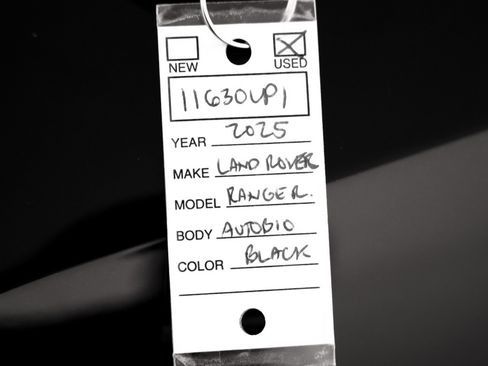 NEW USED
11630UP1
YEAR 2025
MAKE LAND ROVER
MODEL RANGER.
BODY AUTOBIO
COLOR BLACK